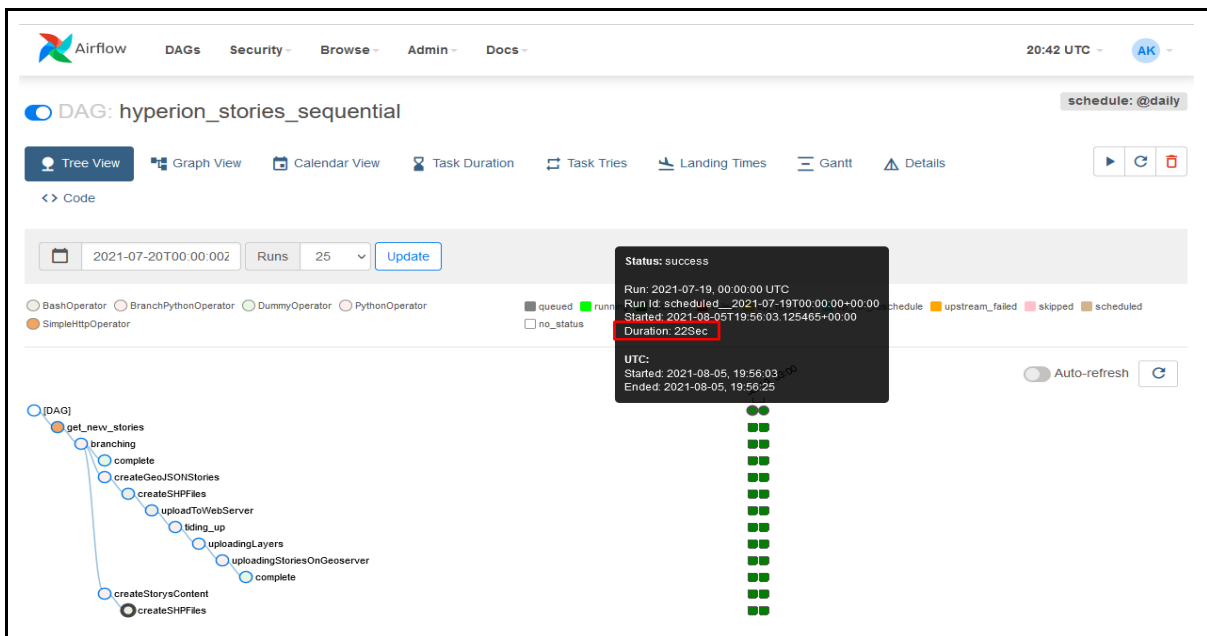 Airflow DAGs Security Browse Admin Docs 20:42 UTC AK
DAG: hyperion_stories_sequential schedule: @daily
Tree View Graph View Calendar View Task Duration Task Tries Landing Times Gantt Details
<> Code
2021-07-20T00:00:00Z Runs 25 Update
Status: success
Run: 2021-07-19, 00:00:00 UTC
Run Id: scheduled__2021-07-19T00:00:00+00:00
Started: 2021-08-05T19:56:03.125465+00:00
Duration: 22Sec
UTC:
Started: 2021-08-05, 19:56:03
Ended: 2021-08-05, 19:56:25
BashOperator BranchPythonOperator DummyOperator PythonOperator queued upstream_failed skipped scheduled
SimpleHttpOperator no_status
Auto-refresh
[DAG]
get_new_stories
branching
complete
createGeoJSONStories
createSHPFiles
uploadToWebServer
tiding_up
uploadingLayers
uploadingStoriesOnGeoserver
complete
createStorysContent
createSHPFiles